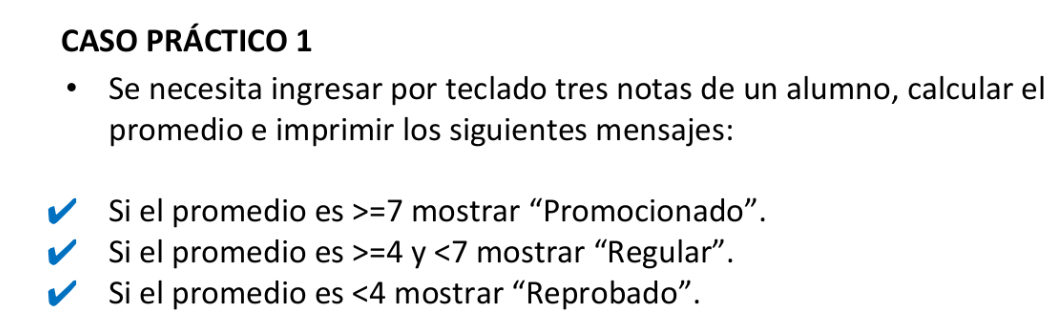 CASO PRÁCTICO 1
• Se necesita ingresar por teclado tres notas de un alumno, calcular el
promedio e imprimir los siguientes mensajes:
✔ Si el promedio es >=7 mostrar “Promocionado”.
✔ Si el promedio es >=4 y <7 mostrar “Regular”.
✔ Si el promedio es <4 mostrar “Reprobado”.